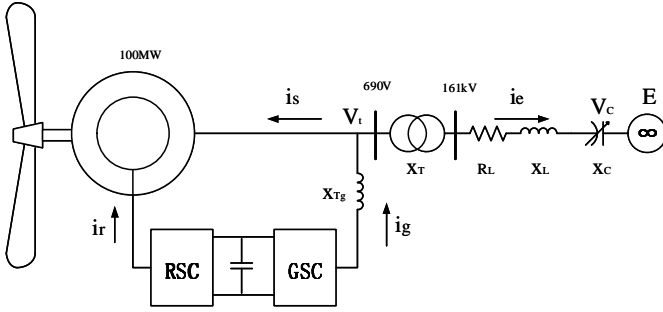 100MW
690V
161kV
is
Vt
ie
VC
E
∞
XT
RL
XL
XC
XTg
ir
ig
RSC
GSC